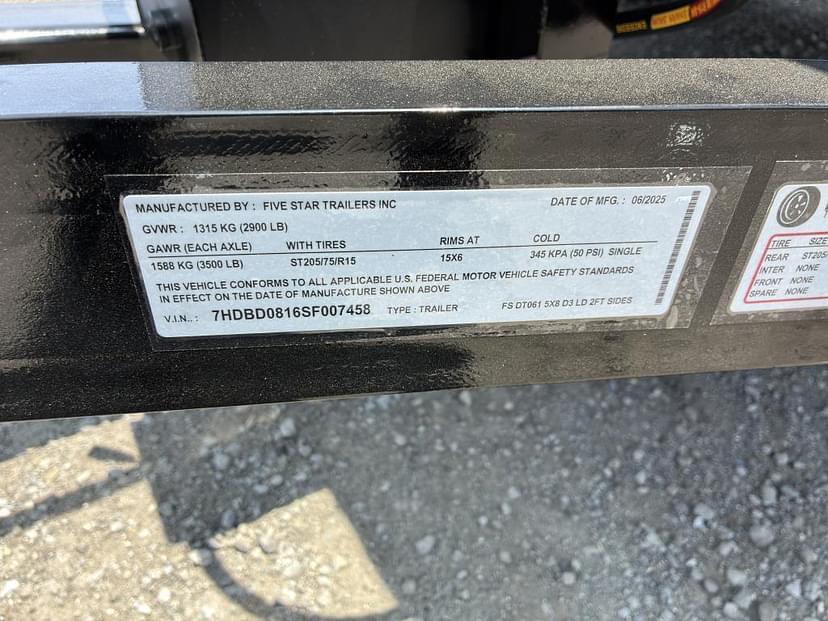 MANUFACTURED BY : FIVE STAR TRAILERS INC DATE OF MFG. : 06/2025
GVWR : 1315 KG (2900 LB)
GAWR (EACH AXLE) WITH TIRES RIMS AT COLD
1588 KG (3500 LB) ST205/75/R15 15X6 345 KPA (50 PSI) SINGLE
THIS VEHICLE CONFORMS TO ALL APPLICABLE U.S. FEDERAL MOTOR VEHICLE SAFETY STANDARDS
IN EFFECT ON THE DATE OF MANUFACTURE SHOWN ABOVE
V.I.N.. : 7HDBD0816SF007458 TYPE : TRAILER FS DT061 5X8 D3 LD 2FT SIDES
TIRE SIZE
REAR ST205
INTER NONE
FRONT NONE
SPARE NONE